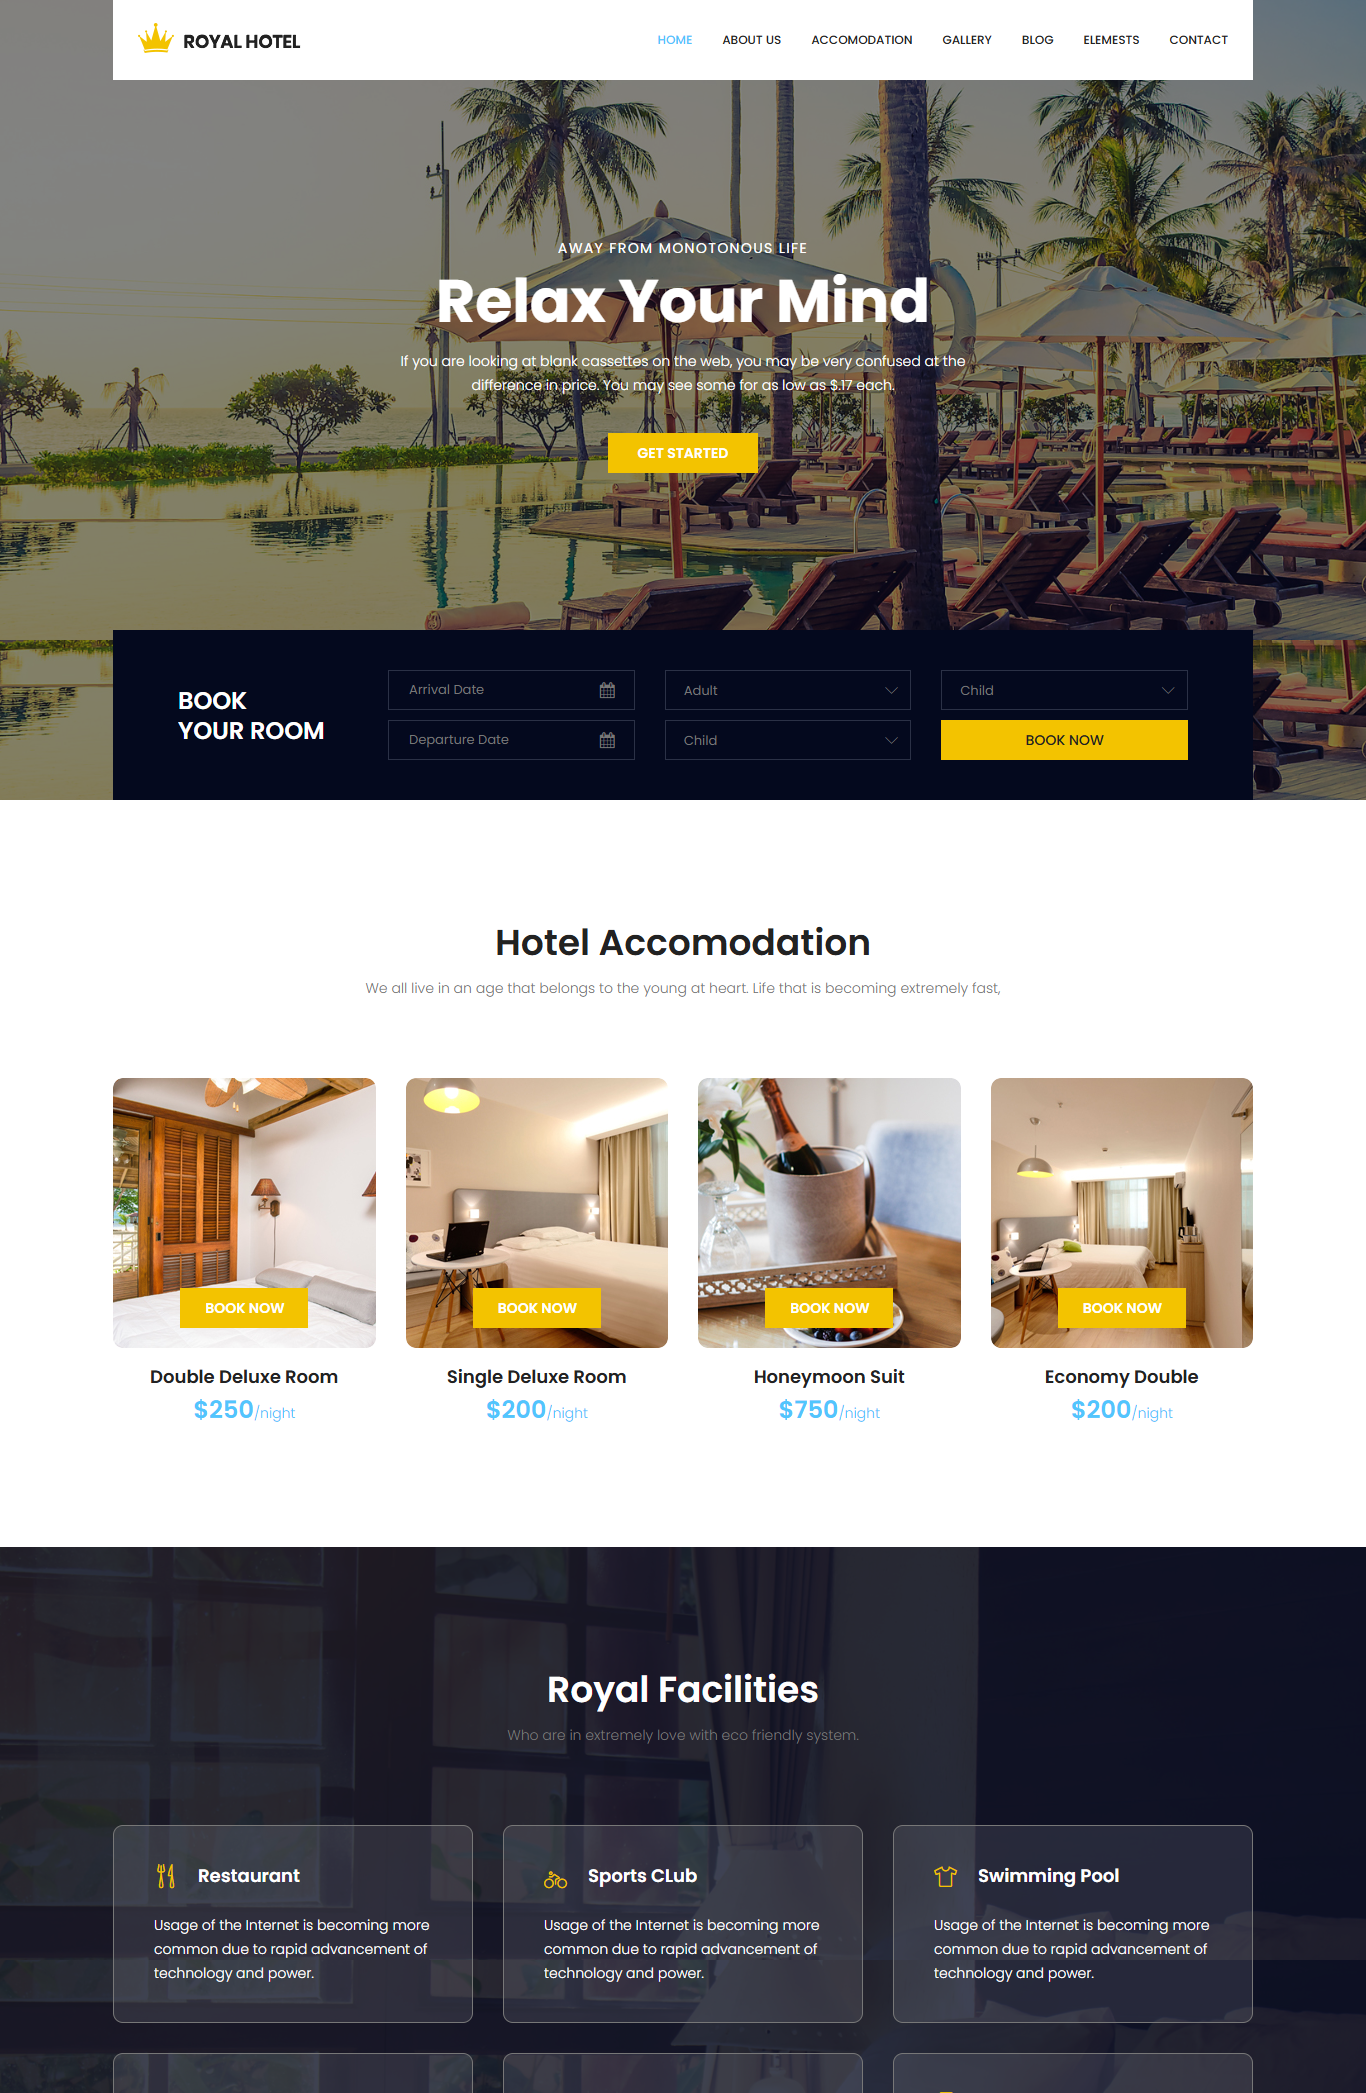 ROYAL HOTEL
HOME
ABOUT US
ACCOMODATION
GALLERY
BLOG
ELEMESTS
CONTACT
AWAY FROM MONOTONOUS LIFE
Relax Your Mind
If you are looking at blank cassettes on the web, you may be very confused at the
difference in price. You may see some for as low as $.17 each.
GET STARTED
BOOK
YOUR ROOM
Arrival Date
Departure Date
Adult
Child
Child
BOOK NOW
Hotel Accomodation
We all live in an age that belongs to the young at heart. Life that is becoming extremely fast,
BOOK NOW
Double Deluxe Room
$250/night
BOOK NOW
Single Deluxe Room
$200/night
BOOK NOW
Honeymoon Suit
$750/night
BOOK NOW
Economy Double
$200/night
Royal Facilities
Who are in extremely love with eco friendly system.
Restaurant
Usage of the Internet is becoming more
common due to rapid advancement of
technology and power.
Sports CLub
Usage of the Internet is becoming more
common due to rapid advancement of
technology and power.
Swimming Pool
Usage of the Internet is becoming more
common due to rapid advancement of
technology and power.